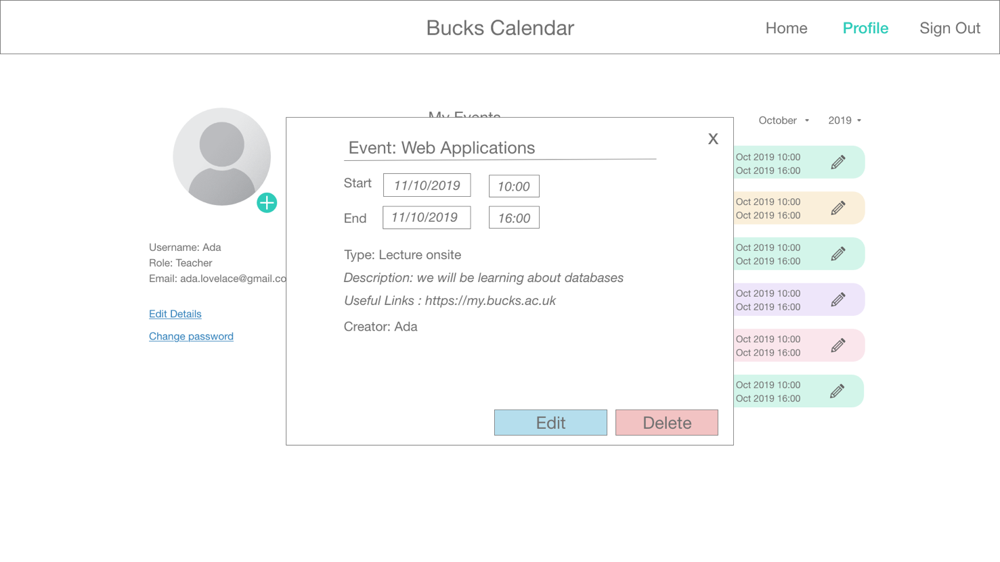 Bucks Calendar
Home Profile Sign Out
My Events
October 2019
Event: Web Applications
X
Start 11/10/2019 10:00
End 11/10/2019 16:00
Type: Lecture onsite
Description: we will be learning about databases
Useful Links : https://my.bucks.ac.uk
Creator: Ada
Edit Delete
Username: Ada
Role: Teacher
Email: ada.lovelace@gmail.co
Edit Details
Change password
Oct 2019 10:00
Oct 2019 16:00
Oct 2019 10:00
Oct 2019 16:00
Oct 2019 10:00
Oct 2019 16:00
Oct 2019 10:00
Oct 2019 16:00
Oct 2019 10:00
Oct 2019 16:00
Oct 2019 10:00
Oct 2019 16:00